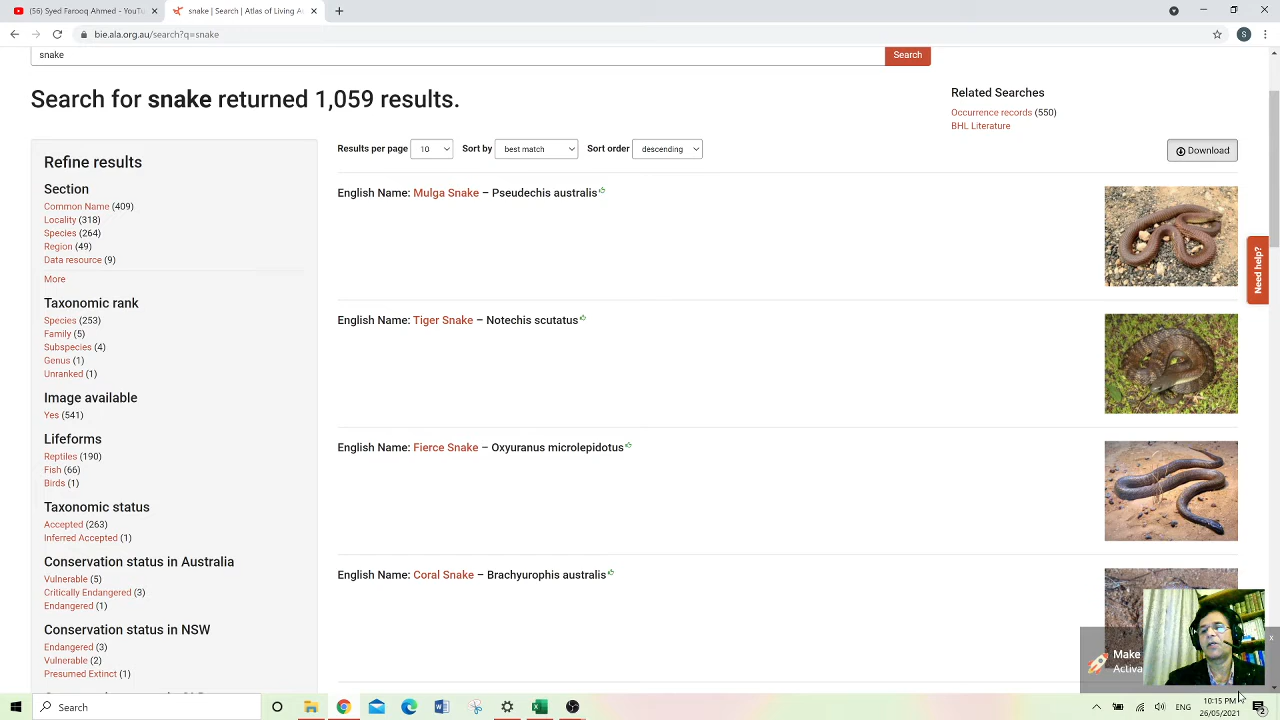 (56) Syed Farooq Ahmed - YouTu
snake | Search | Atlas of Living A
bie.ala.org.au/search?q=snake
S
snake
Search
Search for snake returned 1,059 results.
Related Searches
Occurrence records (550)
BHL Literature
Results per page 10 Sort by best match Sort order descending
Download
Refine results
Section
Common Name (409)
Locality (318)
Species (264)
Region (49)
Data resource (9)
More
Taxonomic rank
Species (253)
Family (5)
Subspecies (4)
Genus (1)
Unranked (1)
Image available
Yes (541)
Lifeforms
Reptiles (190)
Fish (66)
Birds (1)
Taxonomic status
Accepted (263)
Inferred Accepted (1)
Conservation status in Australia
Vulnerable (5)
Critically Endangered (3)
Endangered (1)
Conservation status in NSW
Endangered (3)
Vulnerable (2)
Presumed Extinct (1)
English Name: Mulga Snake – Pseudechis australis
English Name: Tiger Snake – Notechis scutatus
English Name: Fierce Snake – Oxyuranus microlepidotus
English Name: Coral Snake – Brachyurophis australis
Need help?
Make
Activa
x
Search
ENG
10:15 PM
26/05/2021
2